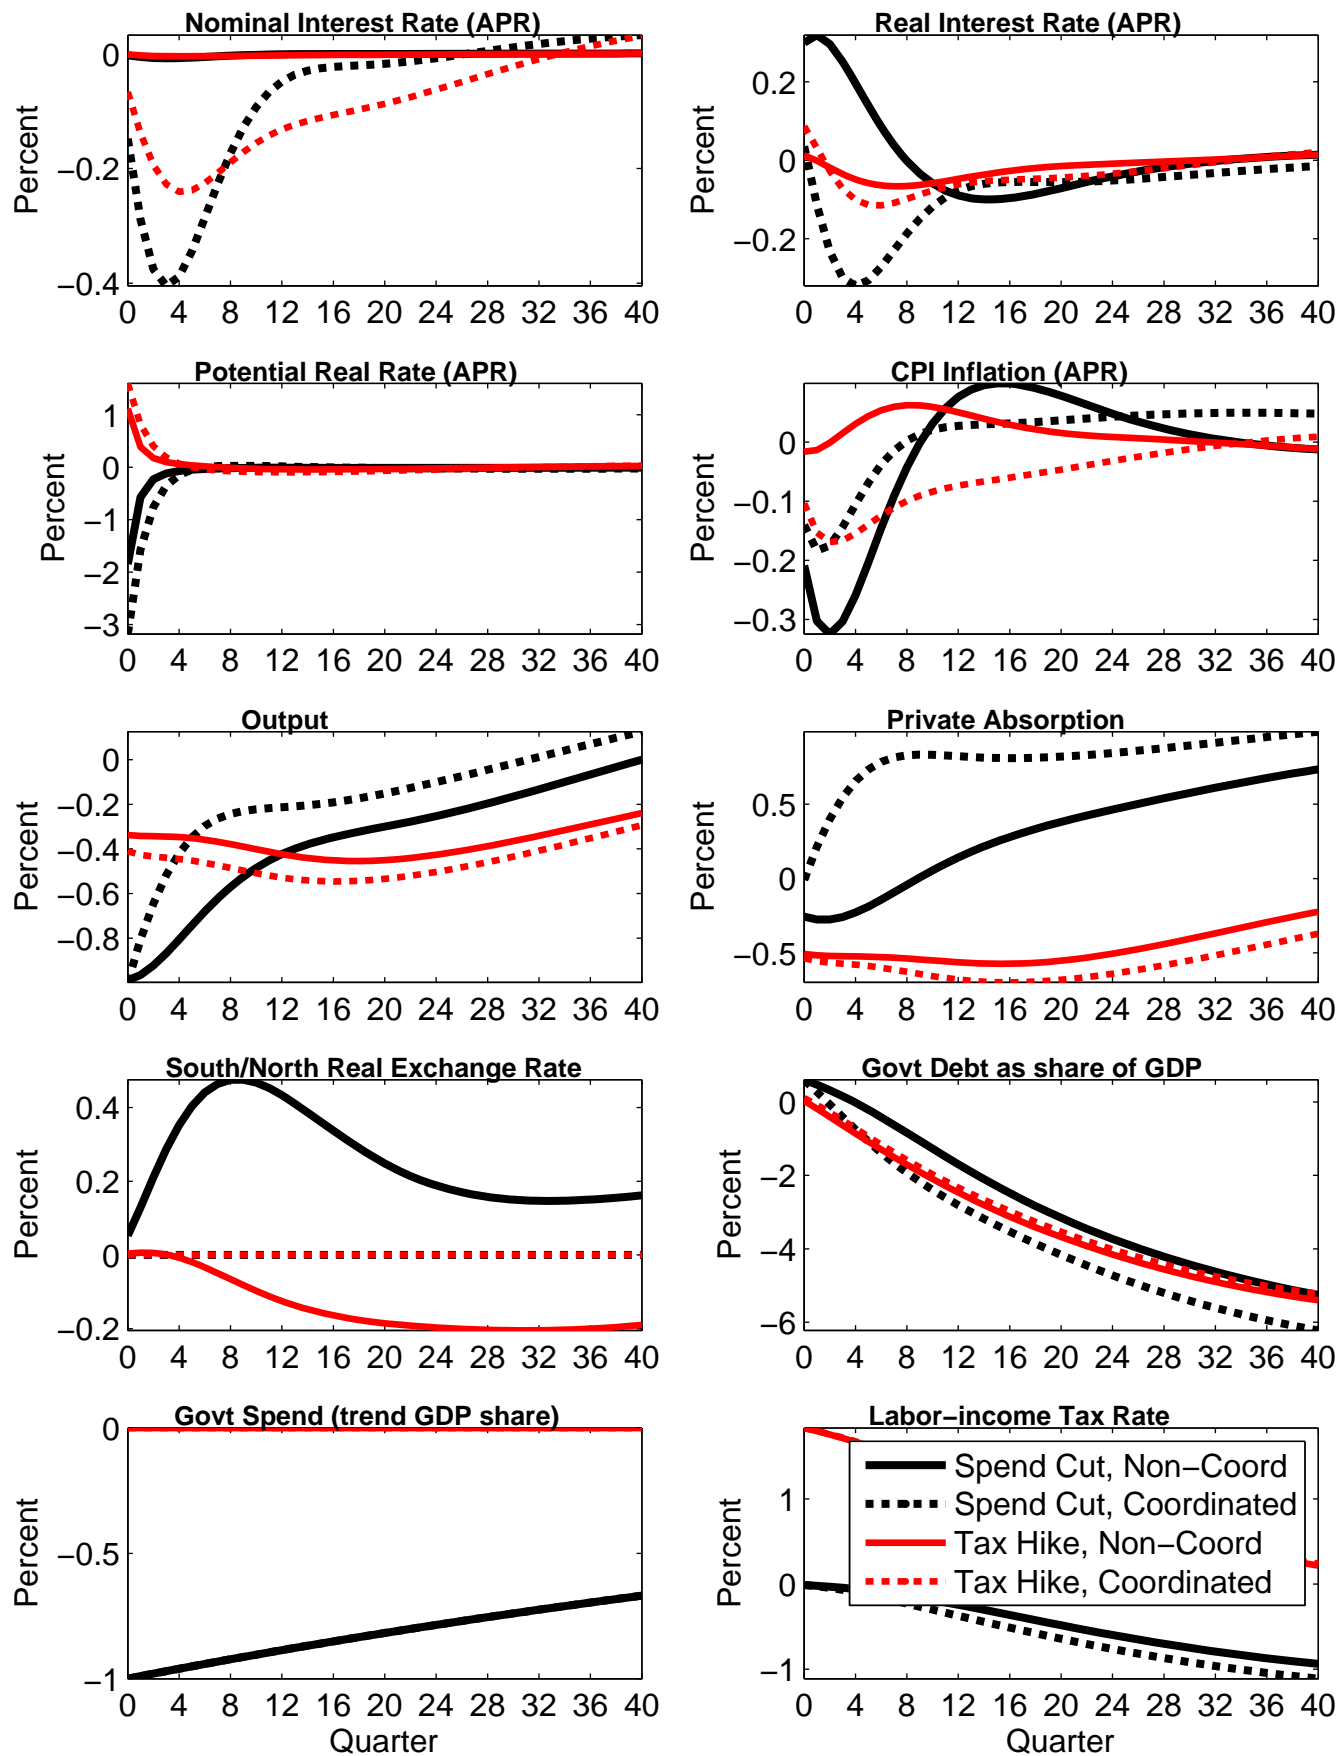 Nominal Interest Rate (APR)
Percent
0
−0.2
−0.4
0 4 8 12 16 20 24 28 32 36 40
Real Interest Rate (APR)
Percent
0.2
0
−0.2
0 4 8 12 16 20 24 28 32 36 40
Potential Real Rate (APR)
Percent
1
0
−1
−2
−3
0 4 8 12 16 20 24 28 32 36 40
CPI Inflation (APR)
Percent
0
−0.1
−0.2
−0.3
0 4 8 12 16 20 24 28 32 36 40
Output
Percent
0
−0.2
−0.4
−0.6
−0.8
0 4 8 12 16 20 24 28 32 36 40
Private Absorption
Percent
0.5
0
−0.5
0 4 8 12 16 20 24 28 32 36 40
South/North Real Exchange Rate
Percent
0.4
0.2
0
−0.2
0 4 8 12 16 20 24 28 32 36 40
Govt Debt as share of GDP
Percent
0
−2
−4
−6
0 4 8 12 16 20 24 28 32 36 40
Govt Spend (trend GDP share)
Percent
0
−0.5
−1
0 4 8 12 16 20 24 28 32 36 40
Quarter
Labor−income Tax Rate
Percent
1
0
−1
Spend Cut, Non−Coord
Spend Cut, Coordinated
Tax Hike, Non−Coord
Tax Hike, Coordinated
0 4 8 12 16 20 24 28 32 36 40
Quarter